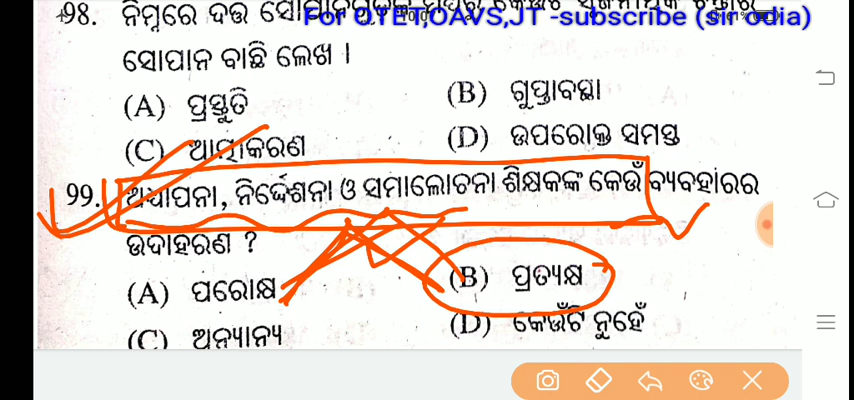 98. ନିମ୍ନରେ ଦତ୍ତ
For OTET,OAVS,JT -subscribe (sir odia)
ସୋପାନ ବାଛି ଲେଖ ।
(A) ପ୍ରସ୍ତୁତି (B) ଗୁପ୍ତାବସ୍ଥା
(C) ଆତ୍ମୀକରଣ (D) ଉପରୋକ୍ତ ସମସ୍ତ
99. ଅଧ୍ୟାପନା, ନିର୍ଦ୍ଦେଶନା ଓ ସମାଲୋଚନା ଶିକ୍ଷକଙ୍କ କେଉଁ ବ୍ୟବହାରର
ଉଦାହରଣ ?
(A) ପରୋକ୍ଷ (B) ପ୍ରତ୍ୟକ୍ଷ
(C) ଅନ୍ୟାନ୍ୟ (D) କେଉଁଟି ନୁହେଁ